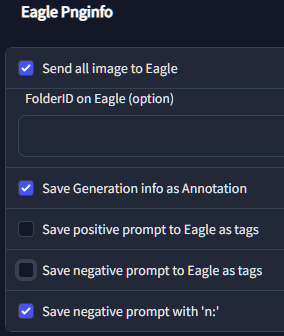 Eagle Pnginfo
Send all image to Eagle
FolderID on Eagle (option)
Save Generation info as Annotation
Save positive prompt to Eagle as tags
Save negative prompt to Eagle as tags
Save negative prompt with 'n:'